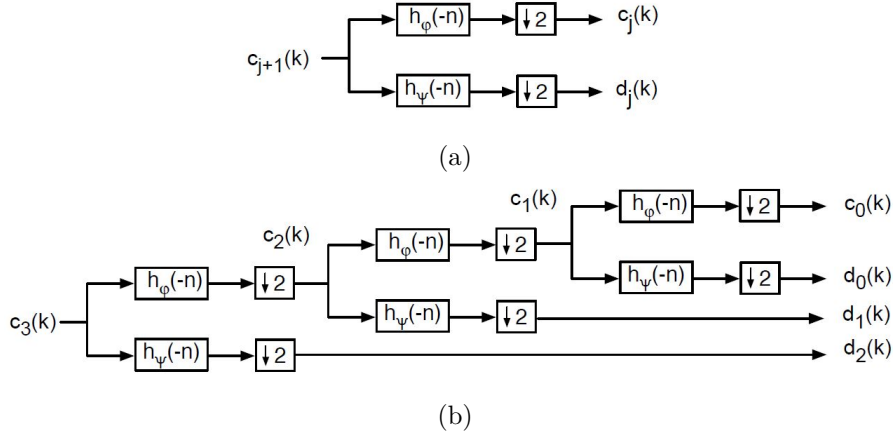 h_φ(-n) ↓2 c_j(k)
c_{j+1}(k)
h_ψ(-n) ↓2 d_j(k)
(a)
c_1(k) h_φ(-n) ↓2 c_0(k)
c_2(k) h_φ(-n) ↓2
h_φ(-n) ↓2 h_ψ(-n) ↓2 d_0(k)
c_3(k) h_ψ(-n) ↓2 d_1(k)
h_ψ(-n) ↓2 d_2(k)
(b)